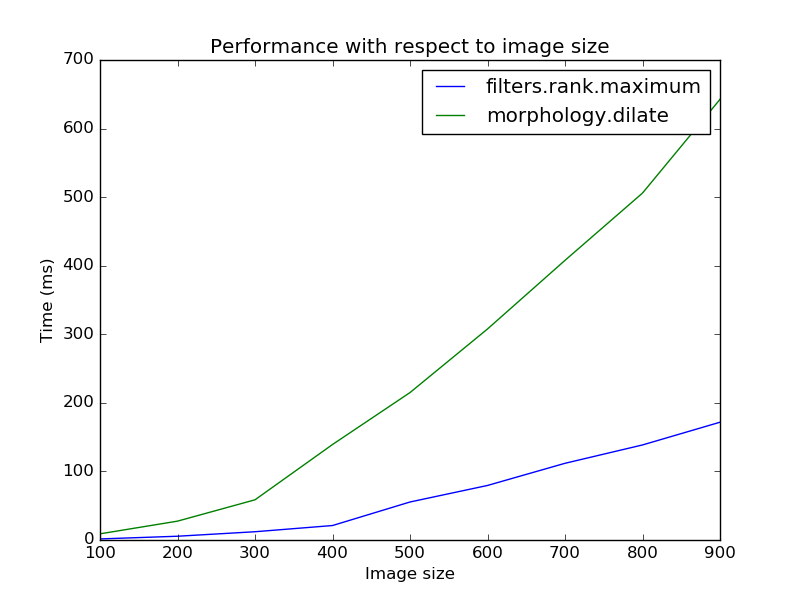 Performance with respect to image size
700
600
500
400
300
200
100
0
Time (ms)
filters.rank.maximum
morphology.dilate
100 200 300 400 500 600 700 800 900
Image size